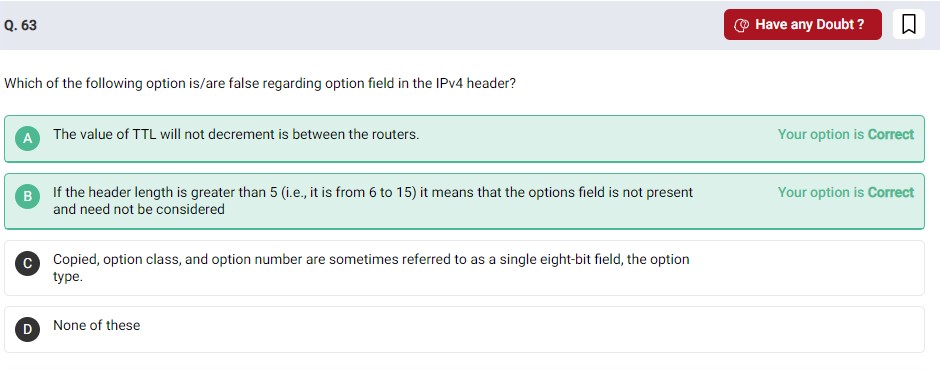 Q. 63
Have any Doubt ?
Which of the following option is/are false regarding option field in the IPv4 header?
A
The value of TTL will not decrement is between the routers.
Your option is Correct
B
If the header length is greater than 5 (i.e., it is from 6 to 15) it means that the options field is not present
and need not be considered
Your option is Correct
C
Copied, option class, and option number are sometimes referred to as a single eight-bit field, the option
type.
D
None of these